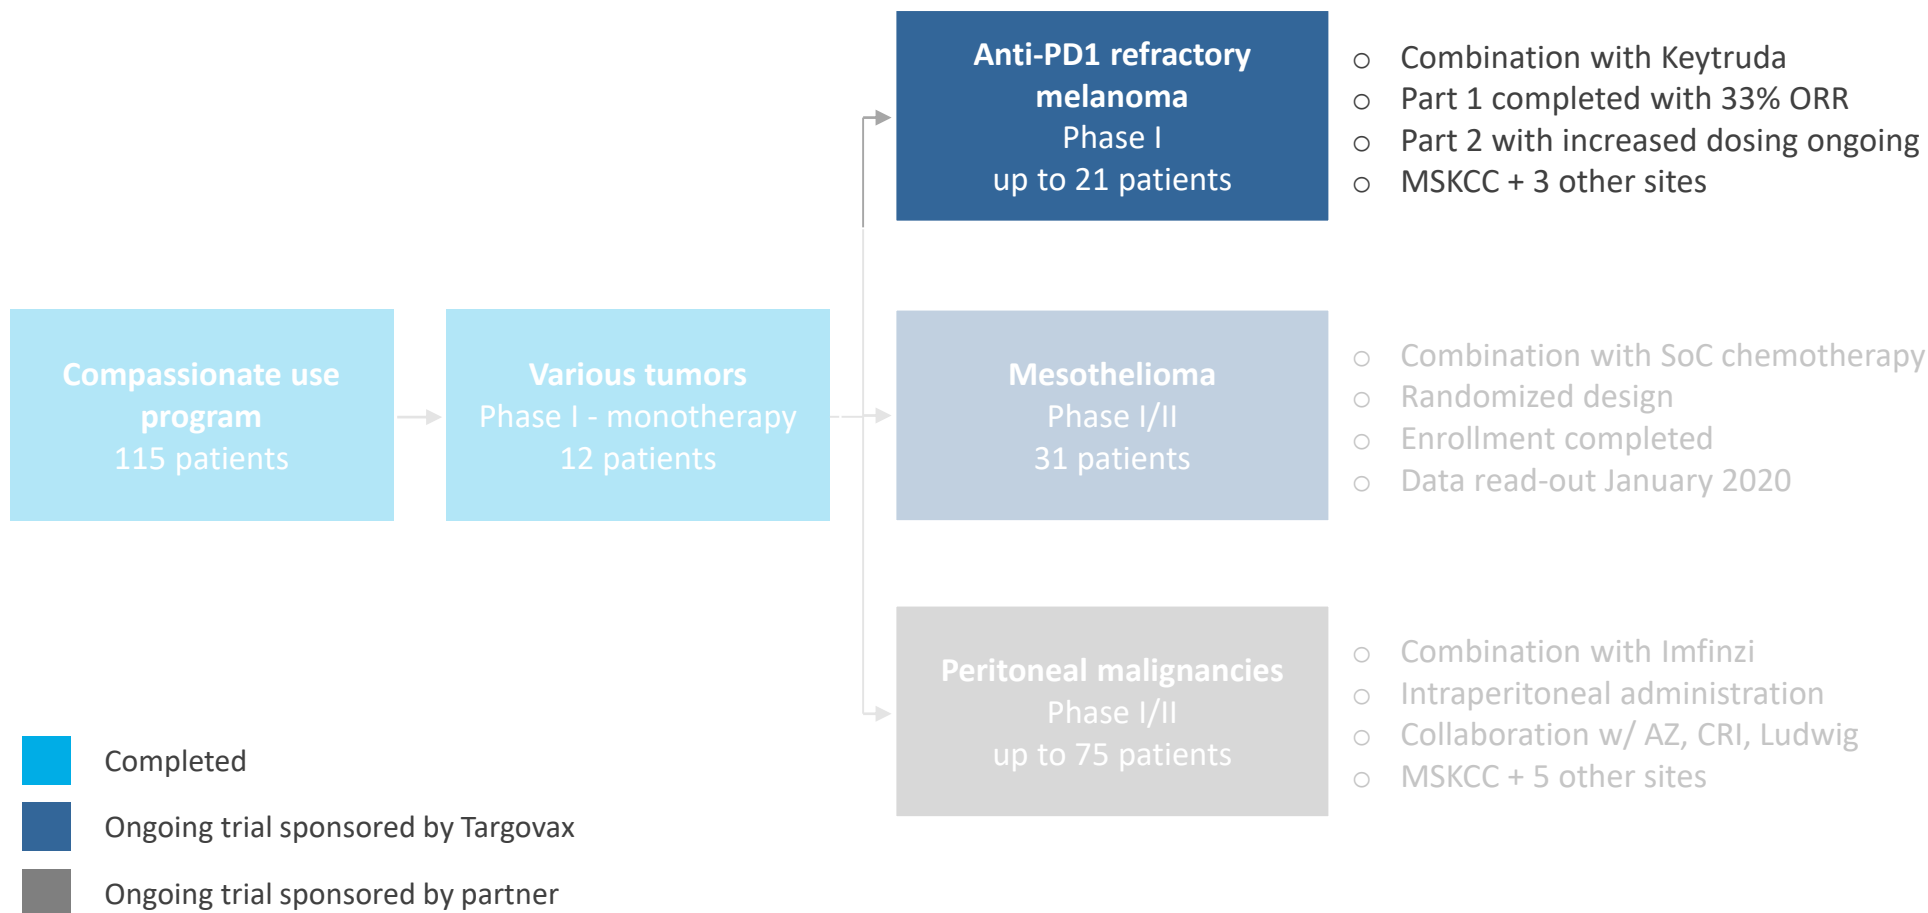 Anti-PD1 refractory
melanoma
Phase I
up to 21 patients
○ Combination with Keytruda
○ Part 1 completed with 33% ORR
○ Part 2 with increased dosing ongoing
○ MSKCC + 3 other sites
Compassionate use
program
115 patients
Various tumors
Phase I - monotherapy
12 patients
Mesothelioma
Phase I/II
31 patients
○ Combination with SoC chemotherapy
○ Randomized design
○ Enrollment completed
○ Data read-out January 2020
Peritoneal malignancies
Phase I/II
up to 75 patients
○ Combination with Imfinzi
○ Intraperitoneal administration
○ Collaboration w/ AZ, CRI, Ludwig
○ MSKCC + 5 other sites
Completed
Ongoing trial sponsored by Targovax
Ongoing trial sponsored by partner